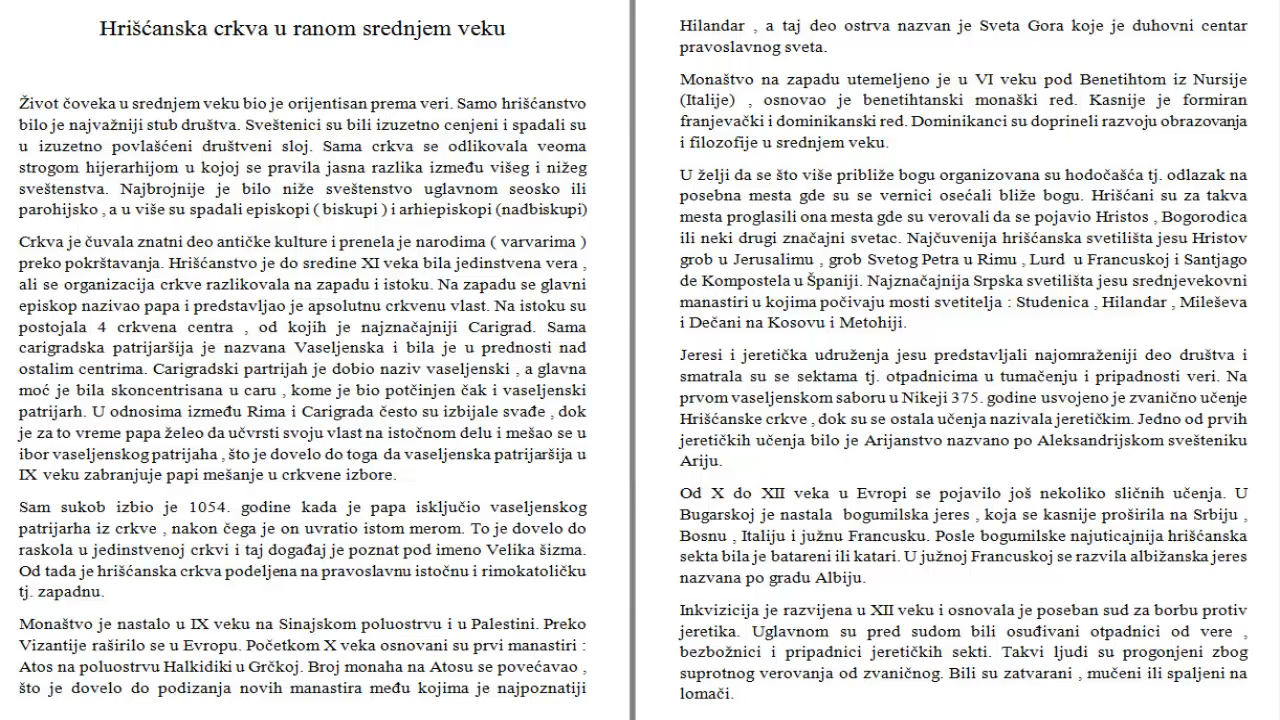 Hrišćanska crkva u ranom srednjem veku
Život čoveka u srednjem veku bio je orijentisan prema veri. Samo hrišćanstvo
bilo je najvažniji stub društva. Sveštenici su bili izuzetno cenjeni i spadali su
u izuzetno povlašćeni društveni sloj. Sama crkva se odlikovala veoma
strogom hijerarhijom u kojoj se pravila jasna razlika između višeg i nižeg
sveštenstva. Najbrojnije je bilo niže sveštenstvo uglavnom seosko ili
parohijsko , a u više su spadali episkopi ( biskupi ) i arhiepiskopi (nadbiskupi)
Crkva je čuvala znatni deo antičke kulture i prenela je narodima ( varvarima )
preko pokrštavanja. Hrišćanstvo je do sredine XI veka bila jedinstvena vera ,
ali se organizacija crkve razlikovala na zapadu i istoku. Na zapadu se glavni
episkop nazivao papa i predstavljao je apsolutnu crkvenu vlast. Na istoku su
postojala 4 crkvena centra , od kojih je najznačajniji Carigrad. Sama
carigradska patrijaršija je nazvana Vaseljenska i bila je u prednosti nad
ostalim centrima. Carigradski partrijah je dobio naziv vaseljenski , a glavna
moć je bila skoncentrisana u caru , kome je bio potčinjen čak i vaseljenski
patrijarh. U odnosima između Rima i Carigrada često su izbijale svađe , dok
je za to vreme papa želeo da učvrsti svoju vlast na istočnom delu i mešao se u
ibor vaseljenskog patrijaha , što je dovelo do toga da vaseljenska patrijaršija u
IX veku zabranjuje papi mešanje u crkvene izbore.
Sam sukob izbio je 1054. godine kada je papa isključio vaseljenskog
patrijarha iz crkve , nakon čega je on uvratio istom merom. To je dovelo do
raskola u jedinstvenoj crkvi i taj događaj je poznat pod imeno Velika šizma.
Od tada je hrišćanska crkva podeljena na pravoslavnu istočnu i rimokatoličku
tj. zapadnu.
Monaštvo je nastalo u IX veku na Sinajskom poluostrvu i u Palestini. Preko
Vizantije raširilo se u Evropu. Početkom X veka osnovani su prvi manastiri :
Atos na poluostrvu Halkidiki u Grčkoj. Broj monaha na Atosu se povećavao ,
što je dovelo do podizanja novih manastira među kojima je najpoznatiji
Hilandar , a taj deo ostrva nazvan je Sveta Gora koje je duhovni centar
pravoslavnog sveta.
Monaštvo na zapadu utemeljeno je u VI veku pod Benetihtom iz Nursije
(Italije) , osnovao je benetihtanski monaški red. Kasnije je formiran
franjevački i dominikanski red. Dominikanci su doprineli razvoju obrazovanja
i filozofije u srednjem veku.
U želji da se što više približe bogu organizovana su hodočašća tj. odlazak na
posebna mesta gde su se vernici osećali bliže bogu. Hrišćani su za takva
mesta proglasili ona mesta gde su verovali da se pojavio Hristos , Bogorodica
ili neki drugi značajni svetac. Najčuvenija hrišćanska svetilišta jesu Hristov
grob u Jerusalimu , grob Svetog Petra u Rimu , Lurd u Francuskoj i Santjago
de Kompostela u Španiji. Najznačajnija Srpska svetilišta jesu srednjevekovni
manastiri u kojima počivaju mosti svetitelja : Studenica , Hilandar , Mileševa
i Dečani na Kosovu i Metohiji.
Jeresi i jeretička udruženja jesu predstavljali najomraženiji deo društva i
smatrala su se sektama tj. otpadnicima u tumačenju i pripadnosti veri. Na
prvom vaseljenskom saboru u Nikeji 375. godine usvojeno je zvanično učenje
Hrišćanske crkve , dok su se ostala učenja nazivala jeretičkim. Jedno od prvih
jeretičkih učenja bilo je Arijanstvo nazvano po Aleksandrijskom svešteniku
Ariju.
Od X do XII veka u Evropi se pojavilo još nekoliko sličnih učenja. U
Bugarskoj je nastala bogumilska jeres , koja se kasnije proširila na Srbiju ,
Bosnu , Italiju i južnu Francusku. Posle bogumilske najuticajnija hrišćanska
sekta bila je batareni ili katari. U južnoj Francuskoj se razvila albižanska jeres
nazvana po gradu Albiju.
Inkvizicija je razvijena u XII veku i osnovala je poseban sud za borbu protiv
jeretika. Uglavnom su pred sudom bili osuđivani otpadnici od vere ,
bezbožnici i pripadnici jeretičkih sekti. Takvi ljudi su progonjeni zbog
suprotnog verovanja od zvaničnog. Bili su zatvarani , mučeni ili spaljeni na
lomači.